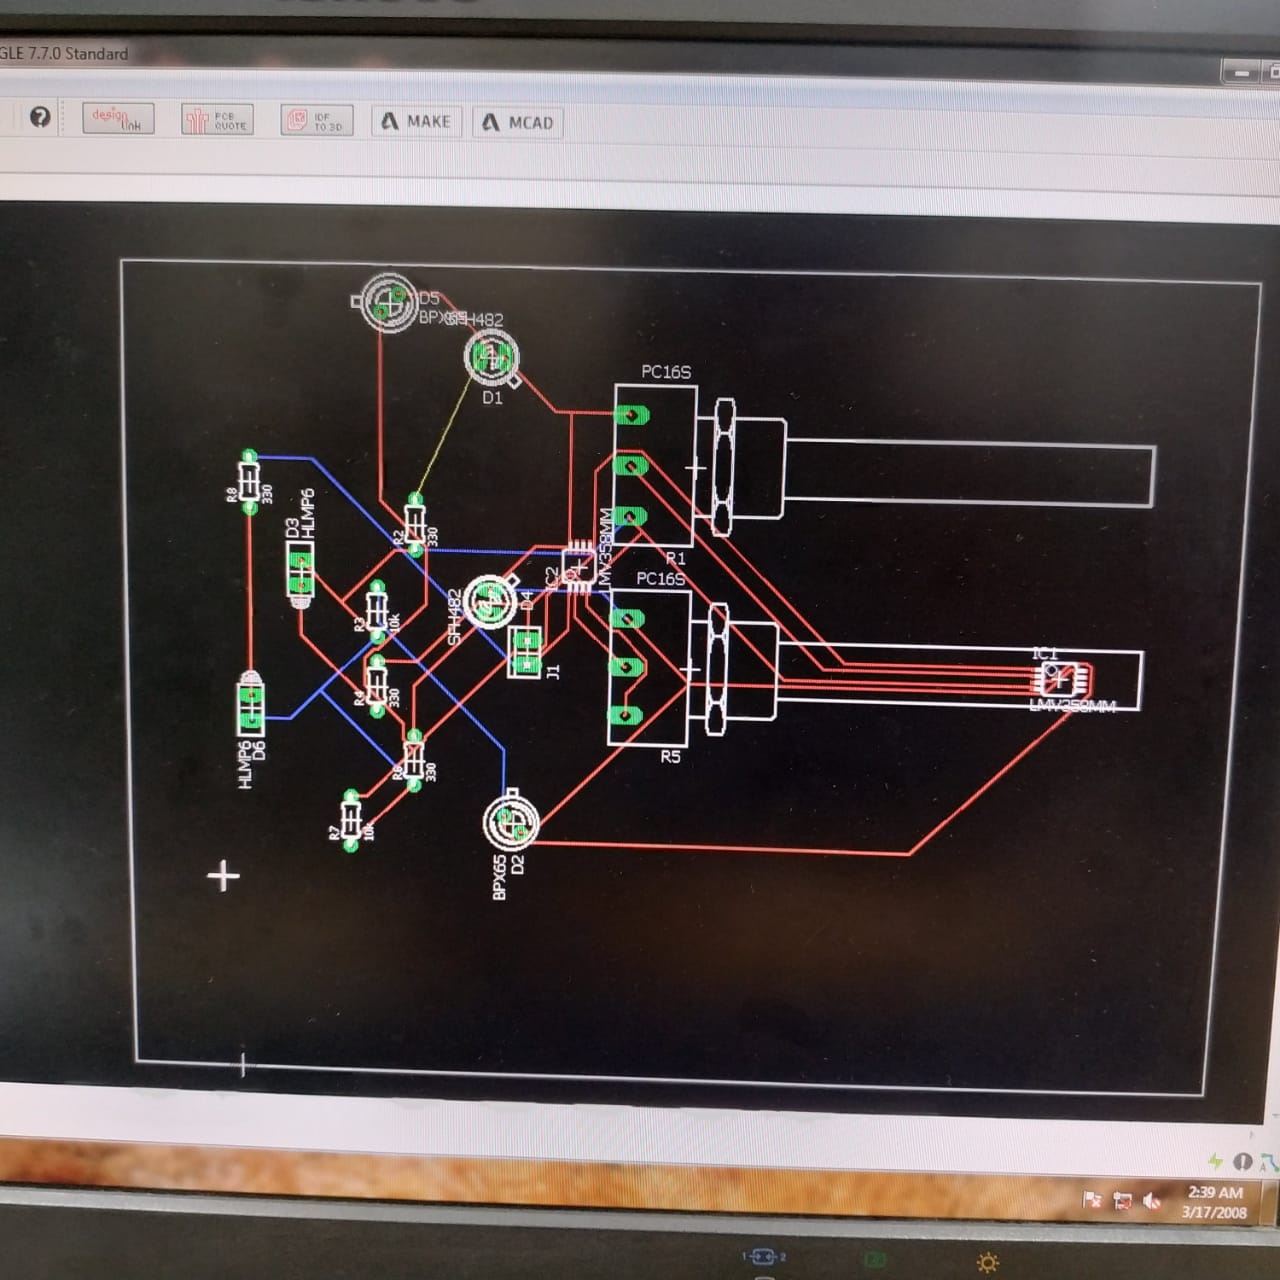 GLE 7.7.0 Standard
?
design link
PCB QUOTE
IDF TO 3D
MAKE
MCAD
D5
SFH482
D1
PC16S
R8
330
D3
HLMP6
R2
330
LMV358MM
IC2
R1
PC16S
R3
10k
SFH482
D4
J1
IC1
LMV358MM
R4
330
HLMP6
D6
R6
330
R5
R7
10k
BPX65
D2
2:39 AM
3/17/2008
1
2